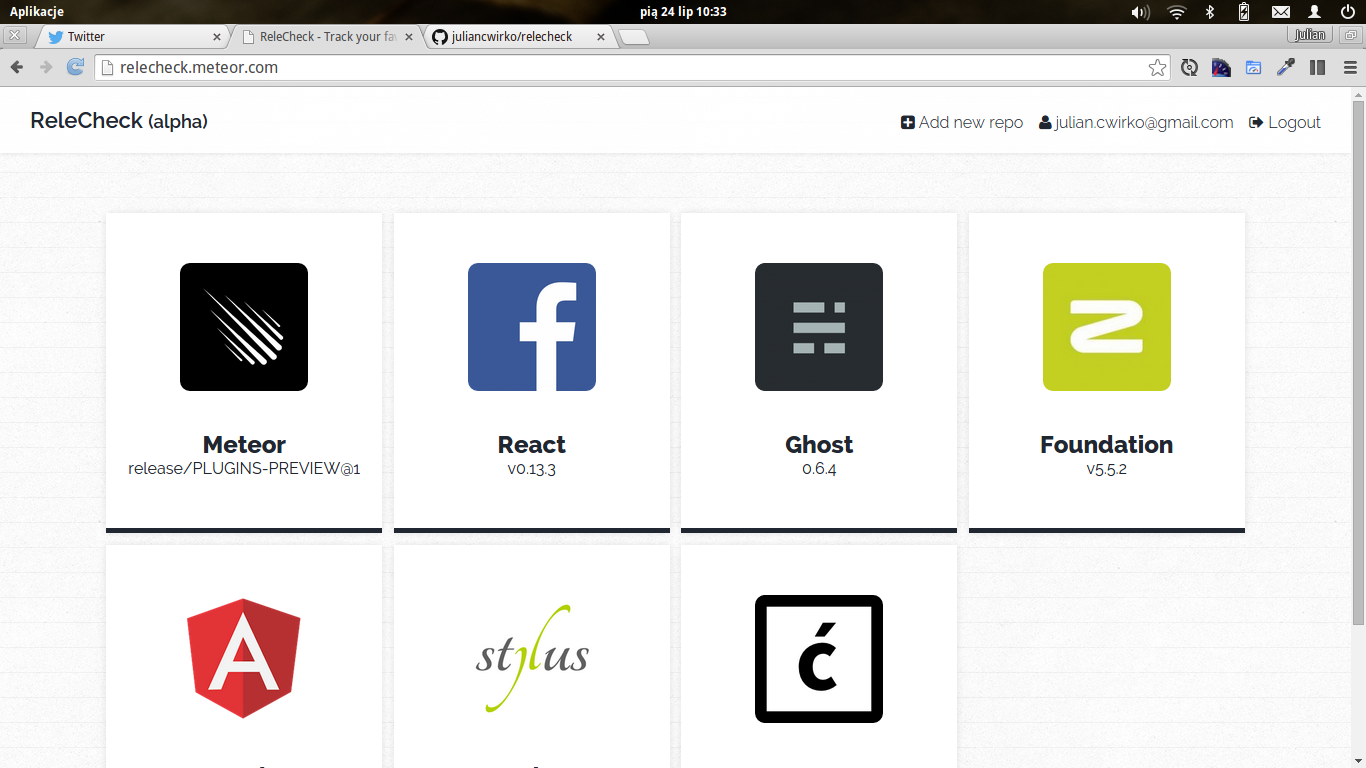 Aplikacje
pią 24 lip 10:33
Twitter
ReleCheck - Track your fav
juliancwirko/relecheck
Julian
relecheck.meteor.com
ReleCheck (alpha)
Add new repo
julian.cwirko@gmail.com
Logout
Meteor
release/PLUGINS-PREVIEW@1
React
v0.13.3
Ghost
0.6.4
Foundation
v5.5.2
A
stylus
ć